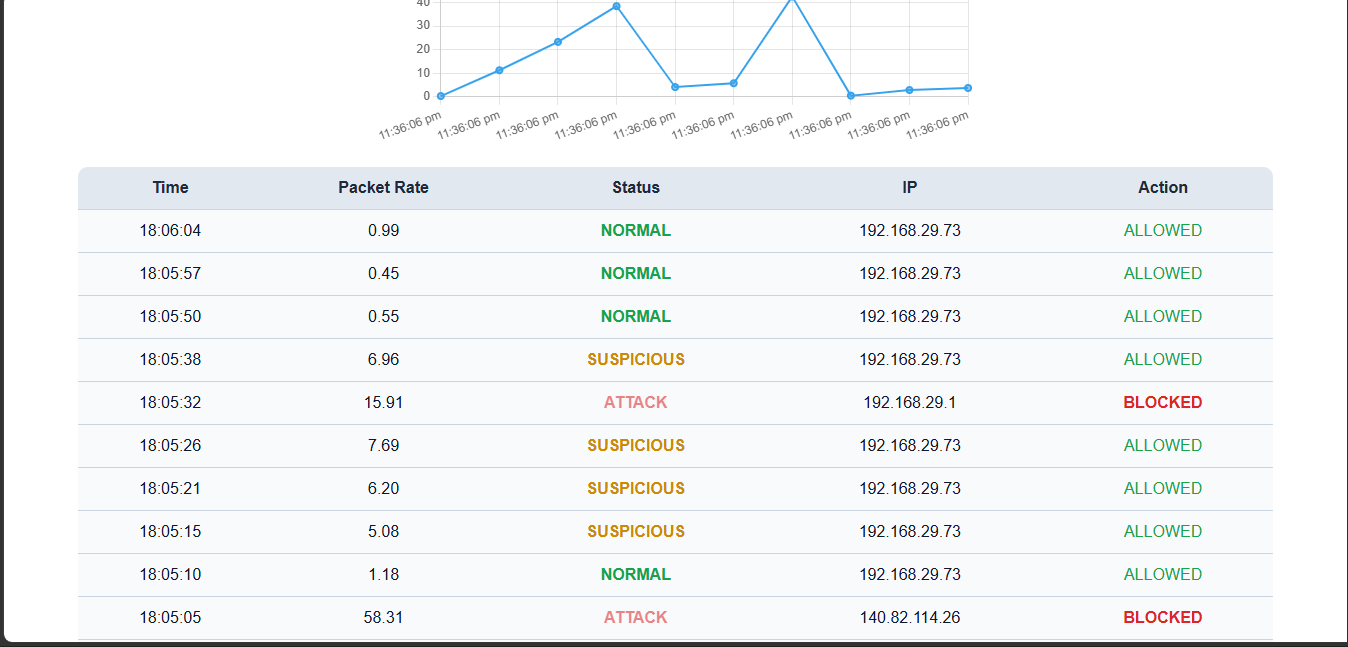 40
30
20
10
0
11:36:06 pm 11:36:06 pm 11:36:06 pm 11:36:06 pm 11:36:06 pm 11:36:06 pm 11:36:06 pm 11:36:06 pm 11:36:06 pm 11:36:06 pm
Time Packet Rate Status IP Action
18:06:04 0.99 NORMAL 192.168.29.73 ALLOWED
18:05:57 0.45 NORMAL 192.168.29.73 ALLOWED
18:05:50 0.55 NORMAL 192.168.29.73 ALLOWED
18:05:38 6.96 SUSPICIOUS 192.168.29.73 ALLOWED
18:05:32 15.91 ATTACK 192.168.29.1 BLOCKED
18:05:26 7.69 SUSPICIOUS 192.168.29.73 ALLOWED
18:05:21 6.20 SUSPICIOUS 192.168.29.73 ALLOWED
18:05:15 5.08 SUSPICIOUS 192.168.29.73 ALLOWED
18:05:10 1.18 NORMAL 192.168.29.73 ALLOWED
18:05:05 58.31 ATTACK 140.82.114.26 BLOCKED